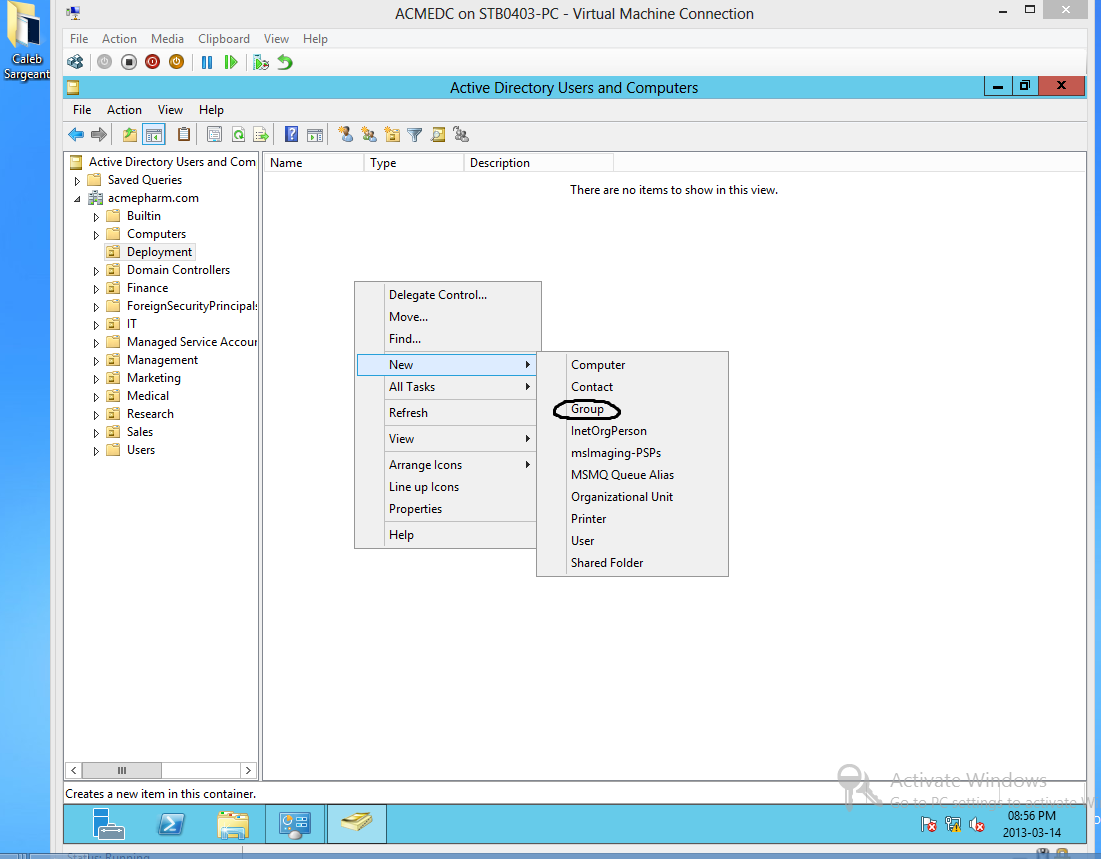 Caleb
Sargeant
ACMEDC on STB0403-PC - Virtual Machine Connection
File Action Media Clipboard View Help
Active Directory Users and Computers
File Action View Help
Active Directory Users and Com
Saved Queries
acmepharm.com
Builtin
Computers
Deployment
Domain Controllers
Finance
ForeignSecurityPrincipals
IT
Managed Service Accour
Management
Marketing
Medical
Research
Sales
Users
Name Type Description
There are no items to show in this view.
Delegate Control...
Move...
Find...
New
All Tasks
Refresh
View
Arrange Icons
Line up Icons
Properties
Help
Computer
Contact
Group
InetOrgPerson
msImaging-PSPs
MSMQ Queue Alias
Organizational Unit
Printer
User
Shared Folder
Creates a new item in this container.
Activate Windows
Go to PC settings to activate W
08:56 PM
2013-03-14
Status: Running